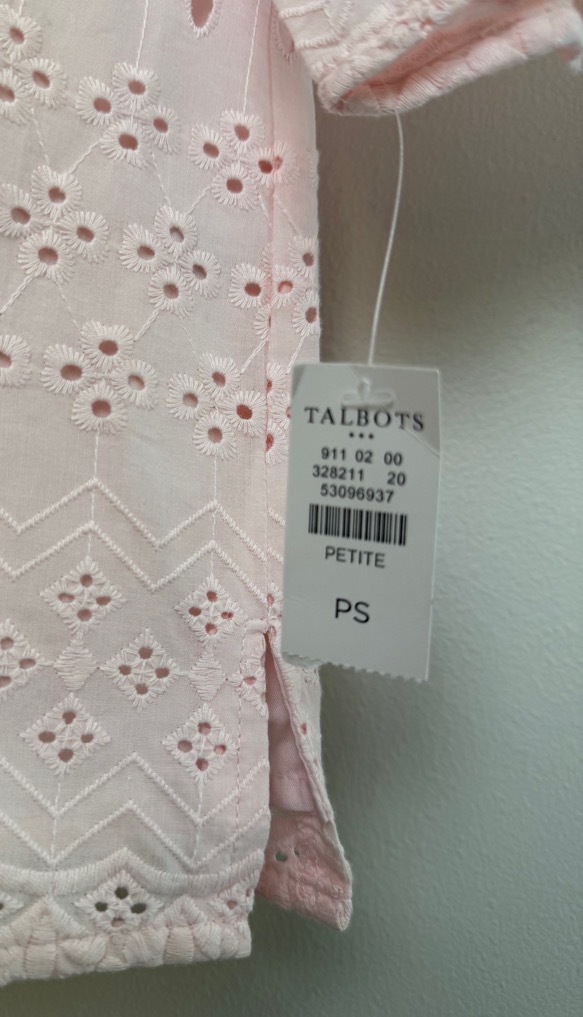 TALBOTS
911 02 00
328211 20
53096937
PETITE
PS